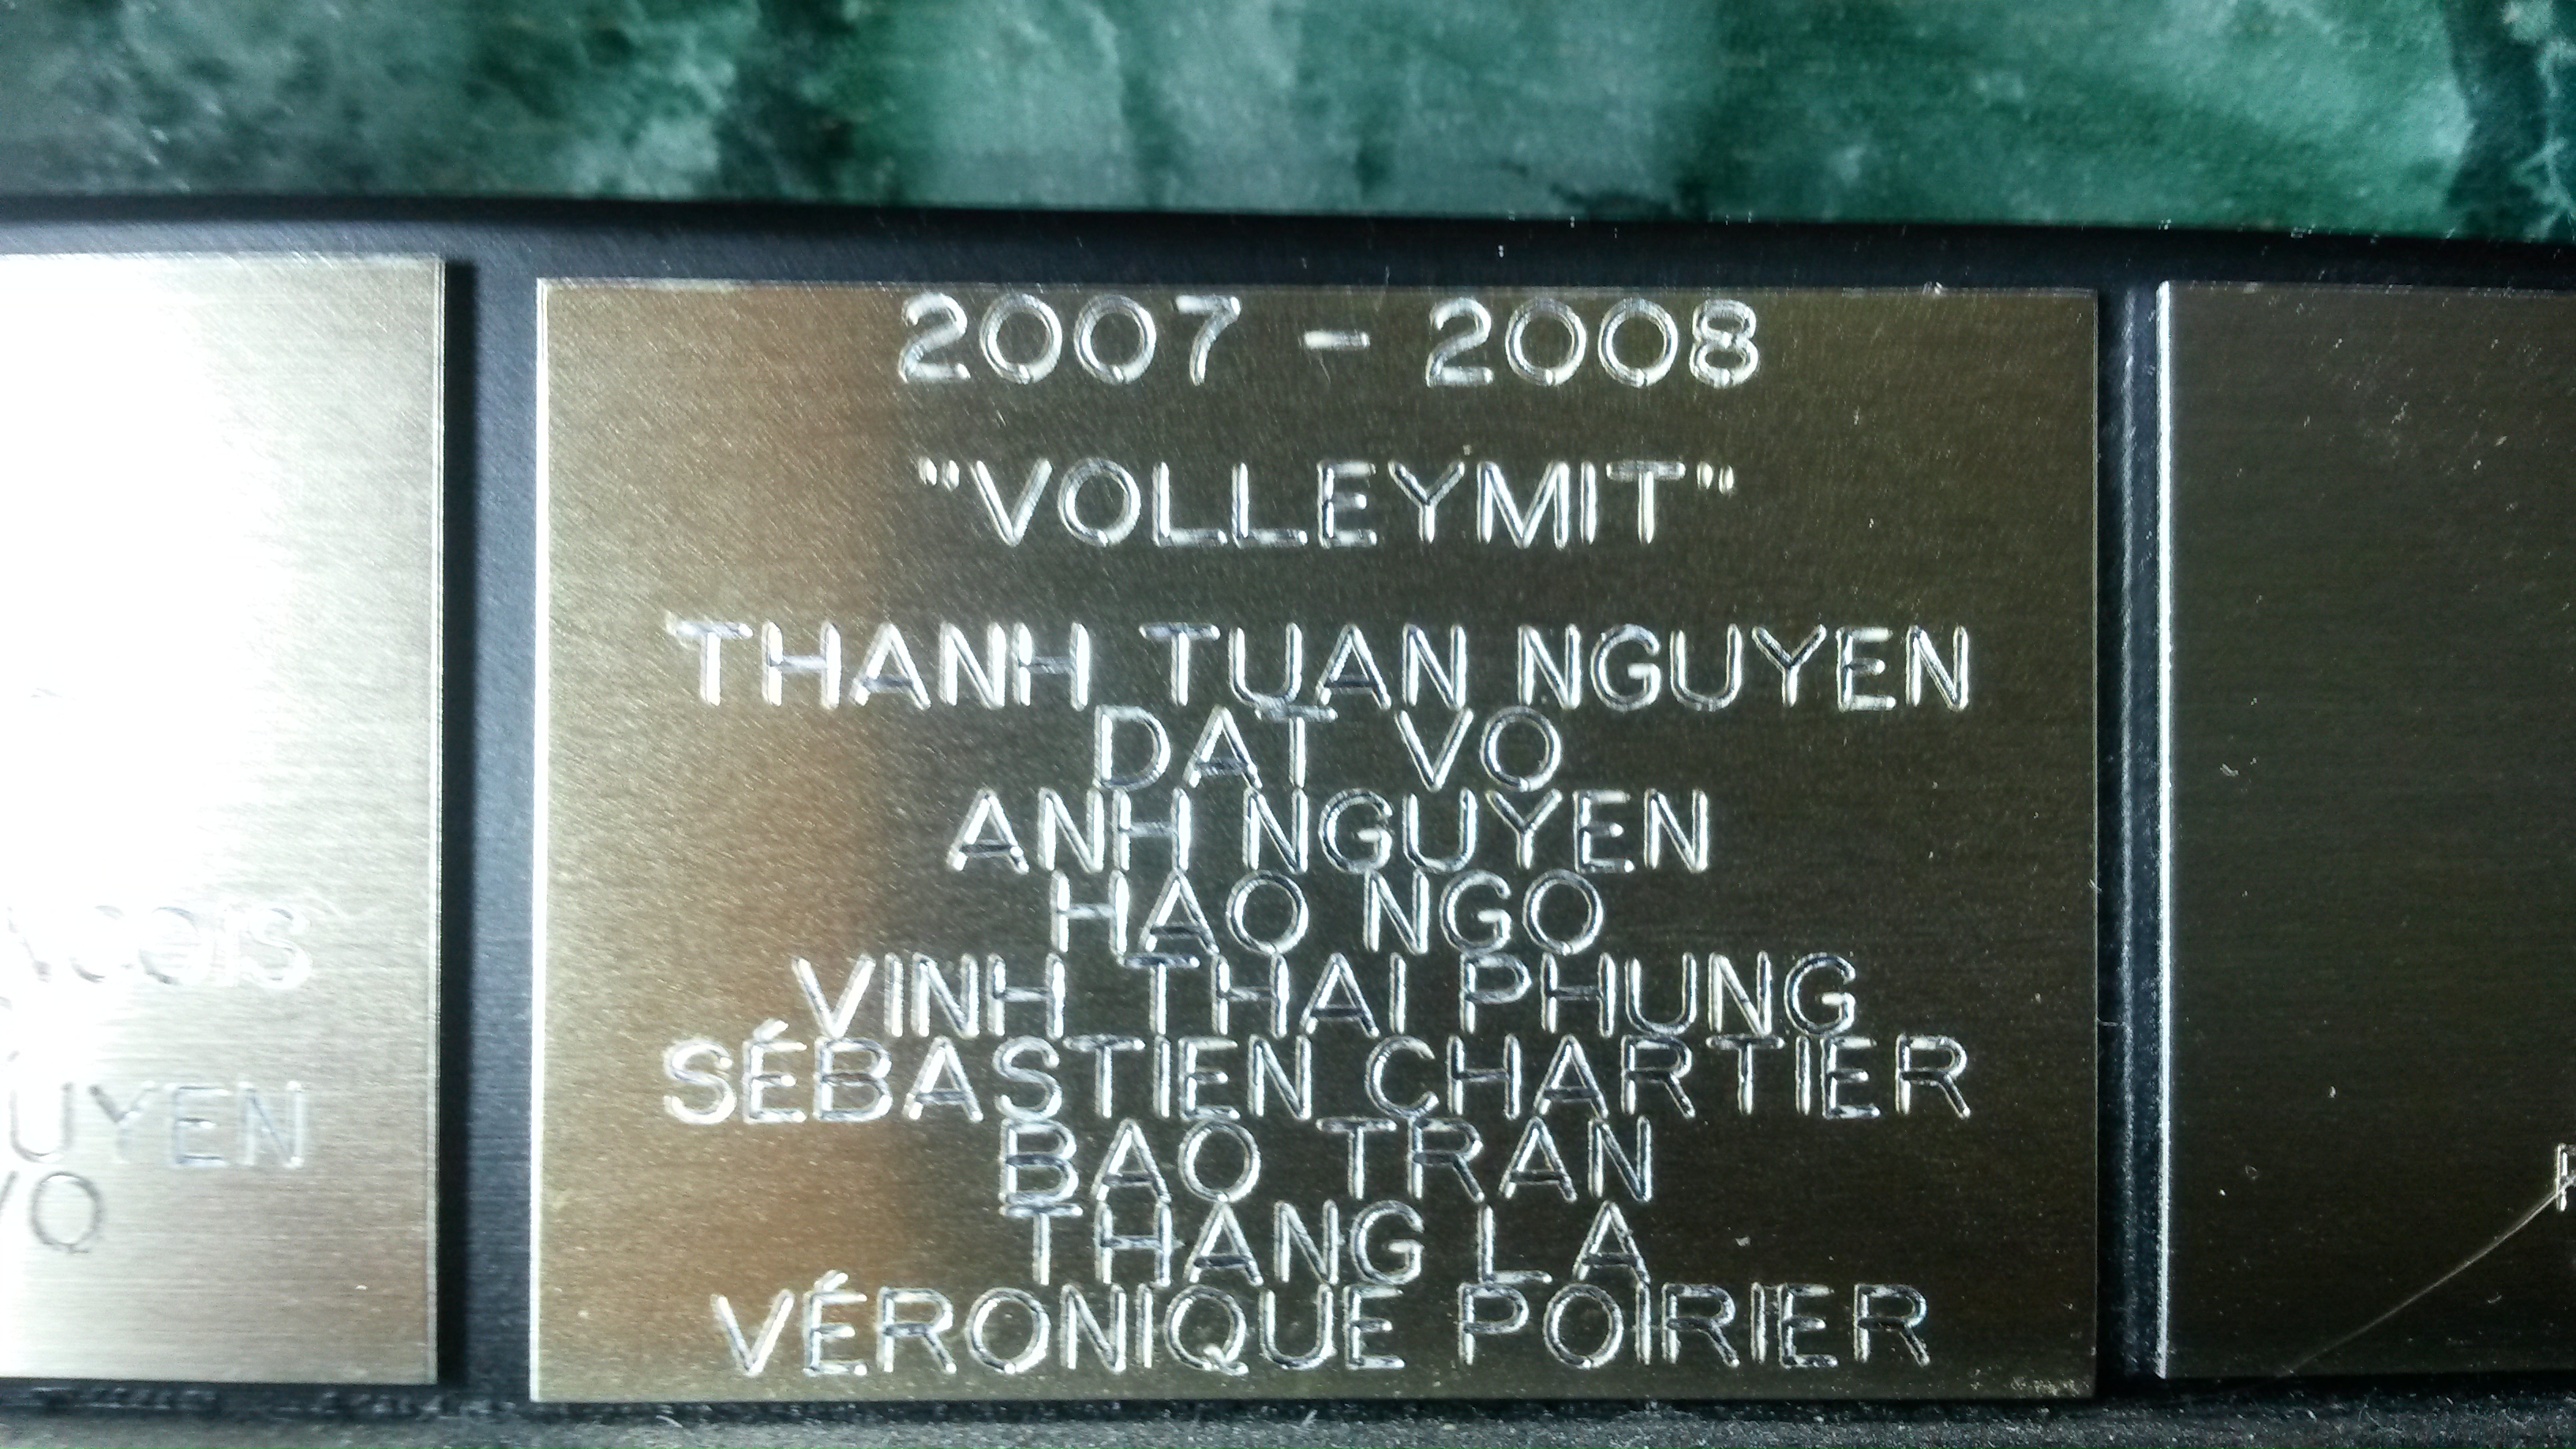 2007 - 2008
"VOLLEYMIT"
THANH TUAN NGUYEN
DAT VO
ANH NGUYEN
HAO NGO
VINH THAI PHUNG
SÉBASTIEN CHARTIER
BAO TRAN
THANG LA
VÉRONIQUE POIRIER